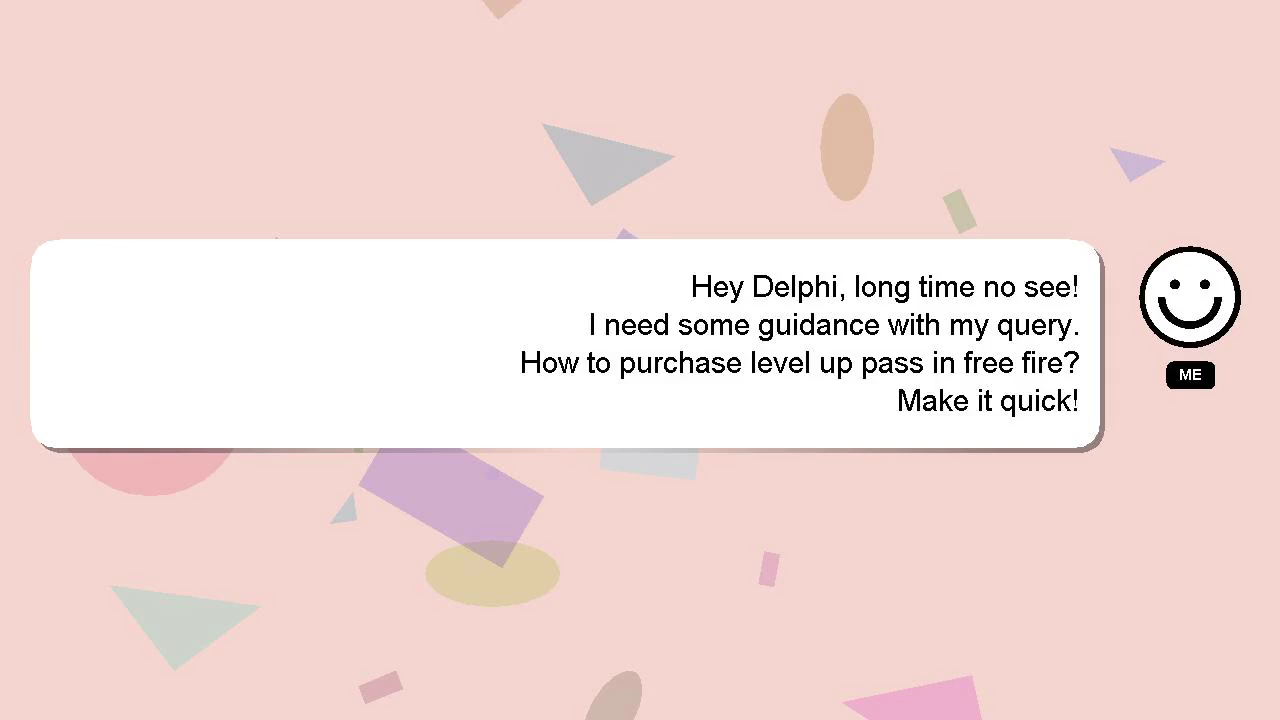 Hey Delphi, long time no see!
I need some guidance with my query.
How to purchase level up pass in free fire?
Make it quick!
ME